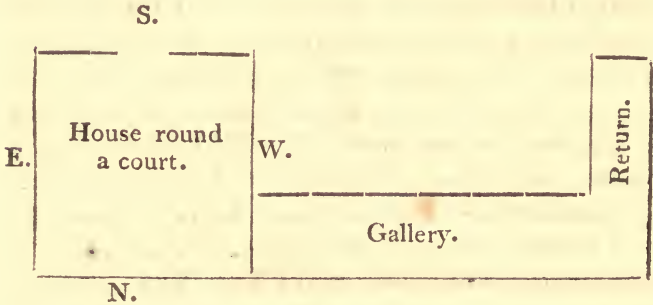 S.
House round
a court.
E.
W.
Return.
Gallery.
N.